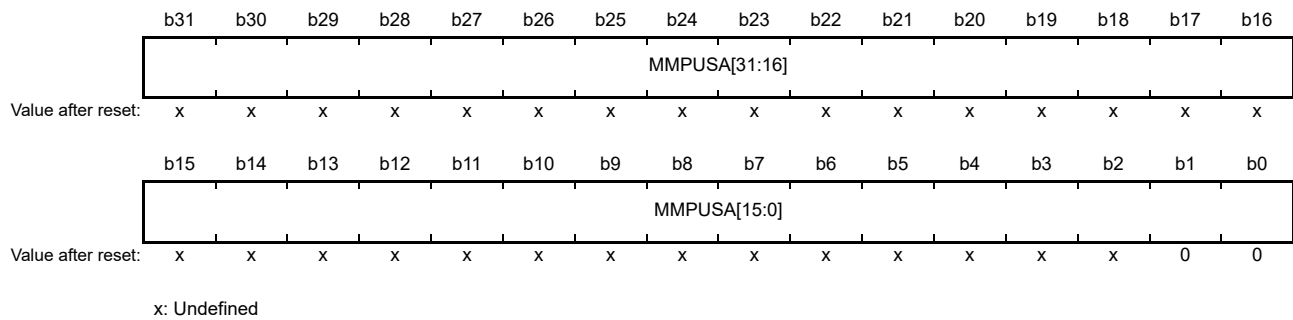 b31 b30 b29 b28 b27 b26 b25 b24 b23 b22 b21 b20 b19 b18 b17 b16
MMPUSA[31:16]
Value after reset: x x x x x x x x x x x x x x x x
b15 b14 b13 b12 b11 b10 b9 b8 b7 b6 b5 b4 b3 b2 b1 b0
MMPUSA[15:0]
Value after reset: x x x x x x x x x x x x x x 0 0
x: Undefined